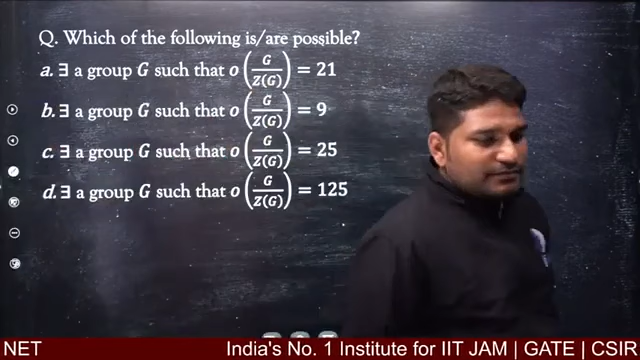 Q. Which of the following is/are possible?
a. ∃ a group G such that o(G/Z(G)) = 21
b. ∃ a group G such that o(G/Z(G)) = 9
c. ∃ a group G such that o(G/Z(G)) = 25
d. ∃ a group G such that o(G/Z(G)) = 125
NET India's No. 1 Institute for IIT JAM | GATE | CSIR